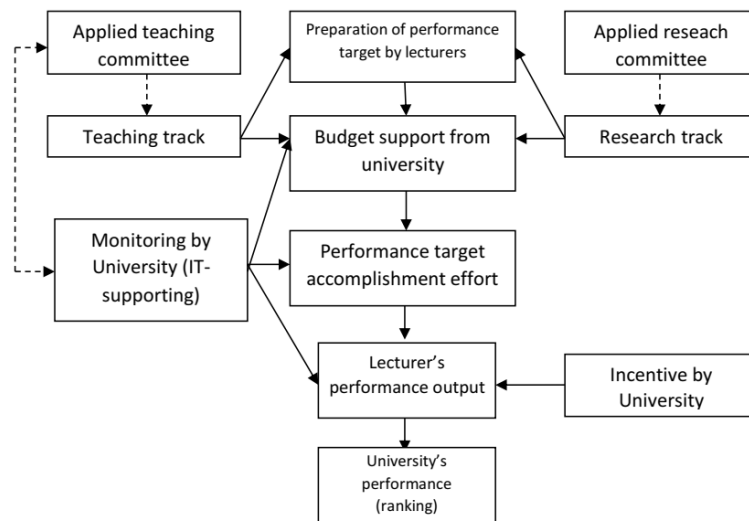 Applied teaching
committee
Preparation of performance
target by lecturers
Applied reseach
committee
Teaching track
Budget support from
university
Research track
Monitoring by
University (IT-
supporting)
Performance target
accomplishment effort
Lecturer's
performance output
Incentive by
University
University's
performance
(ranking)